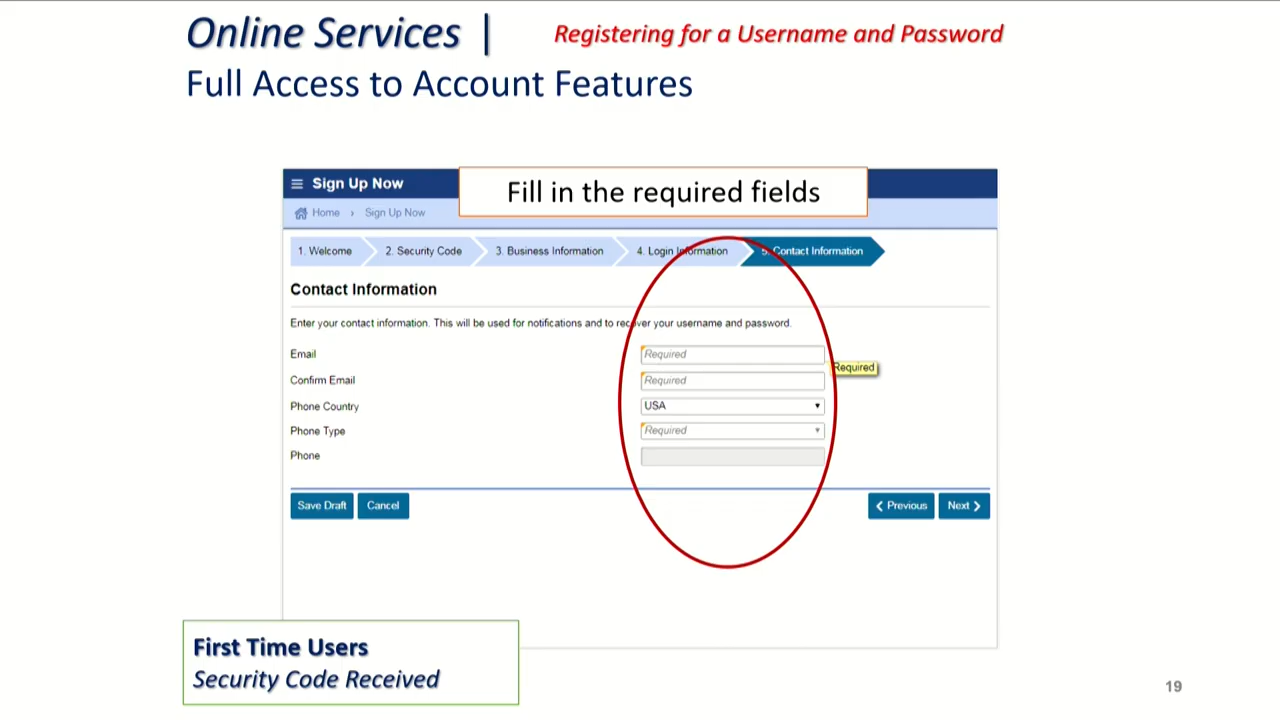 Online Services | Registering for a Username and Password
Full Access to Account Features
Sign Up Now
Fill in the required fields
Home › Sign Up Now
1. Welcome 2. Security Code 3. Business Information 4. Login Information 5. Contact Information
Contact Information
Enter your contact information. This will be used for notifications and to recover your username and password.
Email Required
Required
Confirm Email Required
Phone Country USA
Phone Type Required
Phone
Save Draft Cancel Previous Next
First Time Users
Security Code Received
19